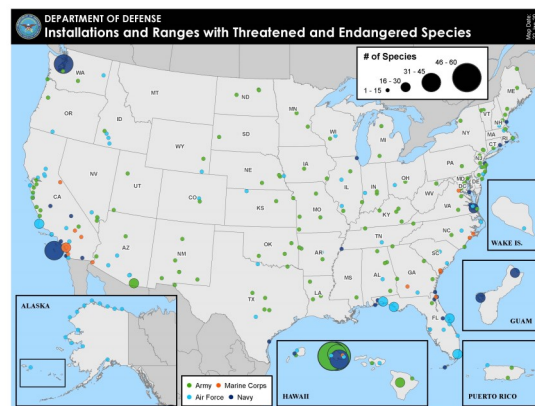 DEPARTMENT OF DEFENSE
Installations and Ranges with Threatened and Endangered Species
# of Species
46 - 60
31 - 45
16 - 30
1 - 15
WA
MT
ND
MN
ME
OR
ID
SD
WI
MI
NY
VT
NH
MA
CT
RI
WY
NE
IA
PA
NJ
NV
UT
CO
KS
IL
IN
OH
WV
MD
DE
DC
VA
CA
MO
KY
AZ
NM
OK
AR
TN
NC
SC
TX
LA
MS
AL
GA
FL
WAKE IS.
GUAM
ALASKA
Army
Marine Corps
Air Force
Navy
HAWAII
PUERTO RICO